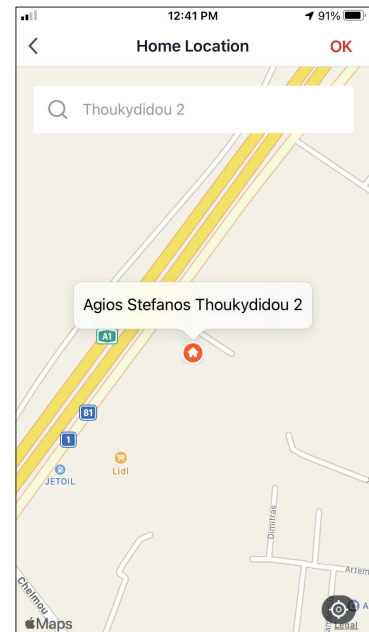 12:41 PM
91%
Home Location
OK
Thoukydidou 2
Agios Stefanos Thoukydidou 2
A1
81
1
JETOIL
Lidl
Dimitras
Artem
Chelmou
A
Maps
Legal